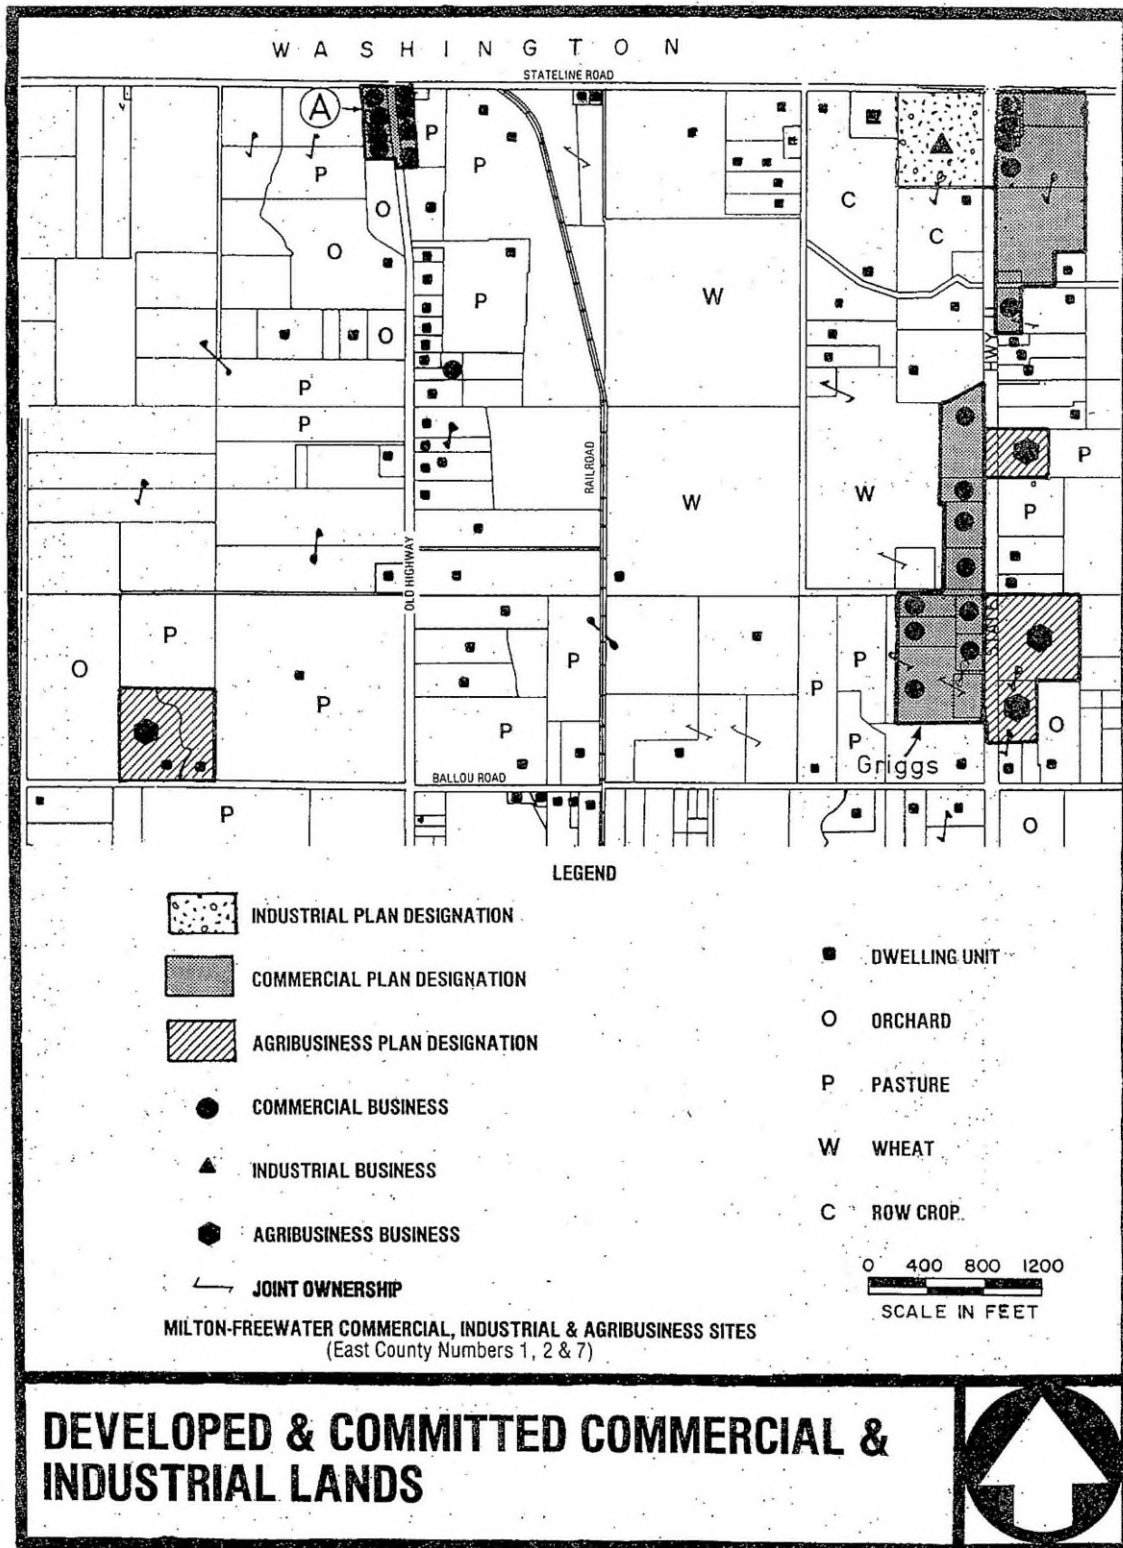 WASHINGTON
STATELINE ROAD
A
P
P
P
O
C
O
C
P
W
O
HWY 11
P
P
P
RAILROAD
W
W
P
OLD HIGHWAY
P
O
P
P
P
P
P
P
O
P
Griggs
BALLOU ROAD
P
O
LEGEND
INDUSTRIAL PLAN DESIGNATION
COMMERCIAL PLAN DESIGNATION
AGRIBUSINESS PLAN DESIGNATION
COMMERCIAL BUSINESS
INDUSTRIAL BUSINESS
AGRIBUSINESS BUSINESS
JOINT OWNERSHIP
DWELLING UNIT
O ORCHARD
P PASTURE
W WHEAT
C ROW CROP
0 400 800 1200
SCALE IN FEET
MILTON-FREEWATER COMMERCIAL, INDUSTRIAL & AGRIBUSINESS SITES
(East County Numbers 1, 2 & 7)
DEVELOPED & COMMITTED COMMERCIAL &
INDUSTRIAL LANDS